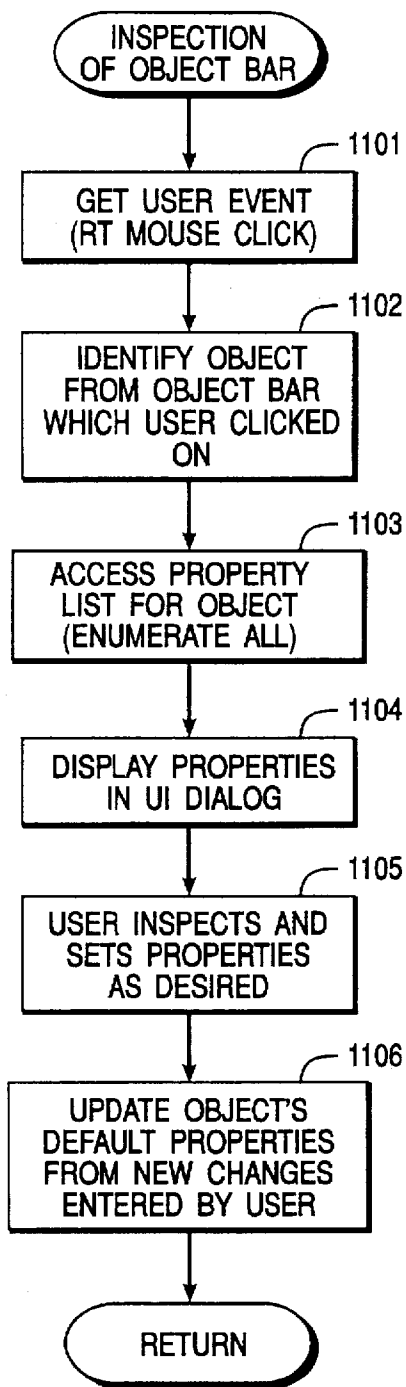 INSPECTION
OF OBJECT BAR
1101
GET USER EVENT
(RT MOUSE CLICK)
1102
IDENTIFY OBJECT
FROM OBJECT BAR
WHICH USER CLICKED
ON
1103
ACCESS PROPERTY
LIST FOR OBJECT
(ENUMERATE ALL)
1104
DISPLAY PROPERTIES
IN UI DIALOG
1105
USER INSPECTS AND
SETS PROPERTIES
AS DESIRED
1106
UPDATE OBJECT'S
DEFAULT PROPERTIES
FROM NEW CHANGES
ENTERED BY USER
RETURN